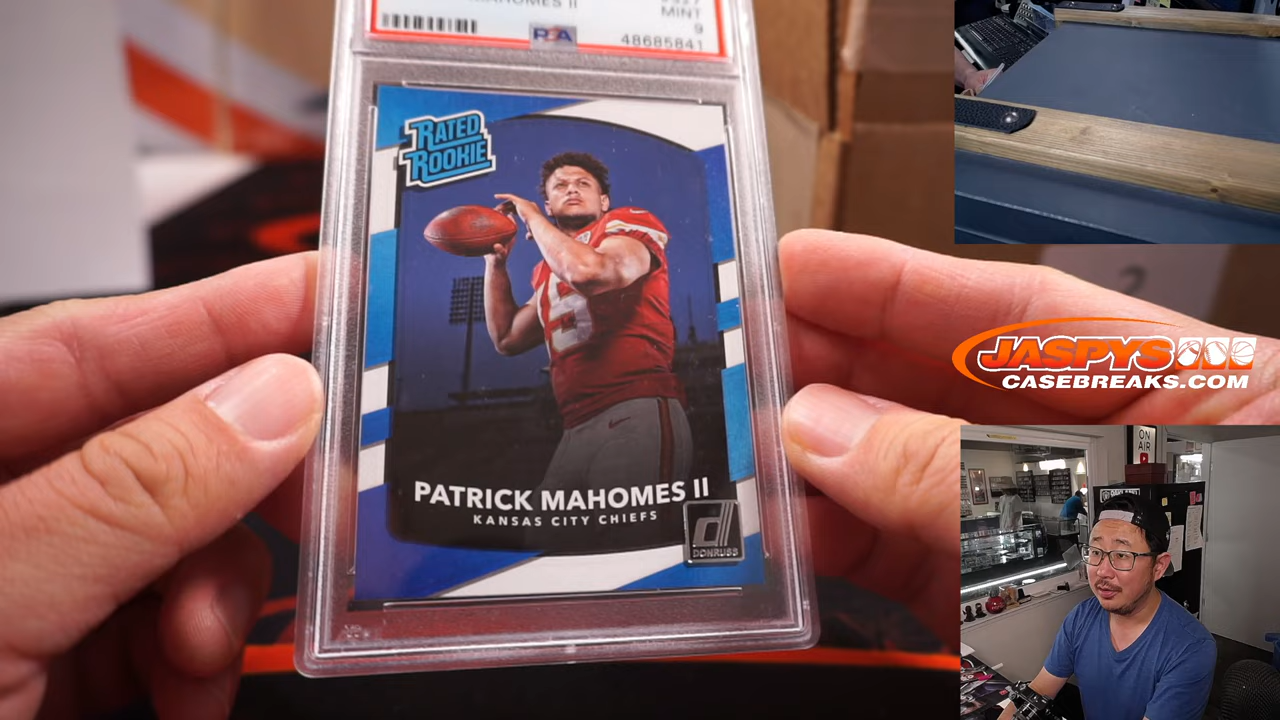 MAHOMES II
MINT
9
PSA
48685841
RATED
ROOKIE
PATRICK MAHOMES II
KANSAS CITY CHIEFS
DONRUSS
2
JASPYS
CASEBREAKS.COM
ON
AIR